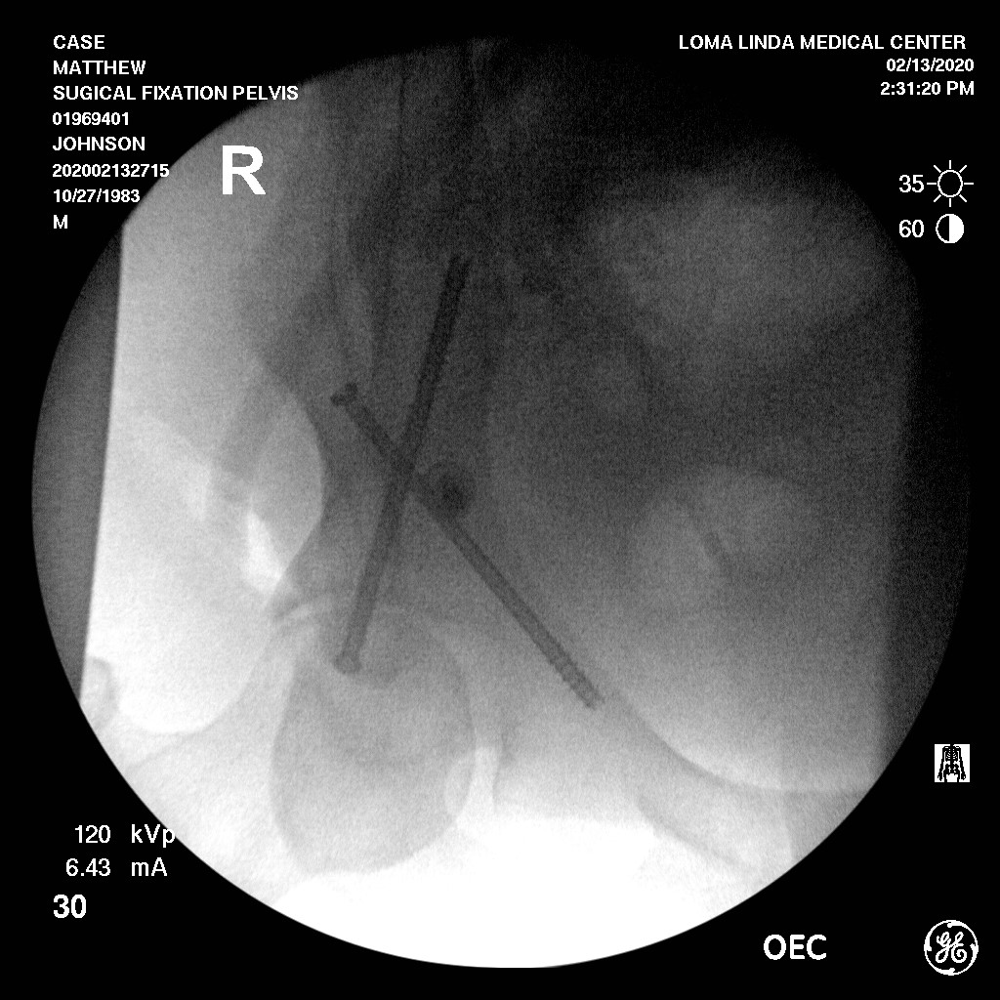 CASE
MATTHEW
SUGICAL FIXATION PELVIS
01969401
JOHNSON
202002132715
10/27/1983
M
R
LOMA LINDA MEDICAL CENTER
02/13/2020
2:31:20 PM
35
60
120 kVp
6.43 mA
30
OEC
GE